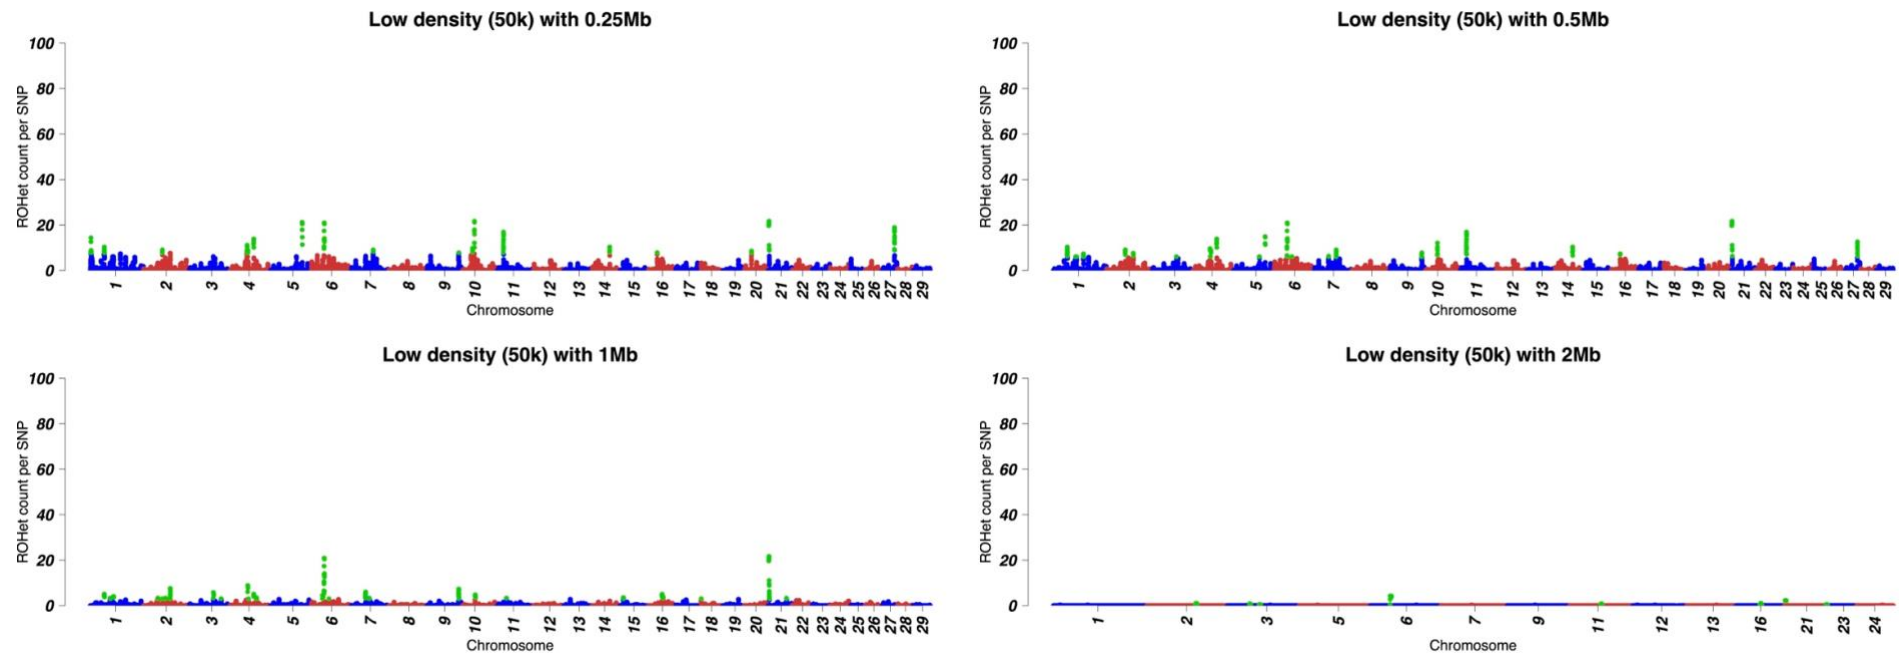 Low density (50k) with 0.25Mb
ROHet count per SNP
100
80
60
40
20
0
1 2 3 4 5 6 7 8 9 10 11 12 13 14 15 16 17 18 19 20 21 22 23 24 25 26 27 28 29
Chromosome
Low density (50k) with 0.5Mb
ROHet count per SNP
100
80
60
40
20
0
1 2 3 4 5 6 7 8 9 10 11 12 13 14 15 16 17 18 19 20 21 22 23 24 25 26 27 28 29
Chromosome
Low density (50k) with 1Mb
ROHet count per SNP
100
80
60
40
20
0
1 2 3 4 5 6 7 8 9 10 11 12 13 14 15 16 17 18 19 20 21 22 23 24 25 26 27 28 29
Chromosome
Low density (50k) with 2Mb
ROHet count per SNP
100
80
60
40
20
0
1 2 3 5 6 7 9 11 12 13 16 21 23 24
Chromosome